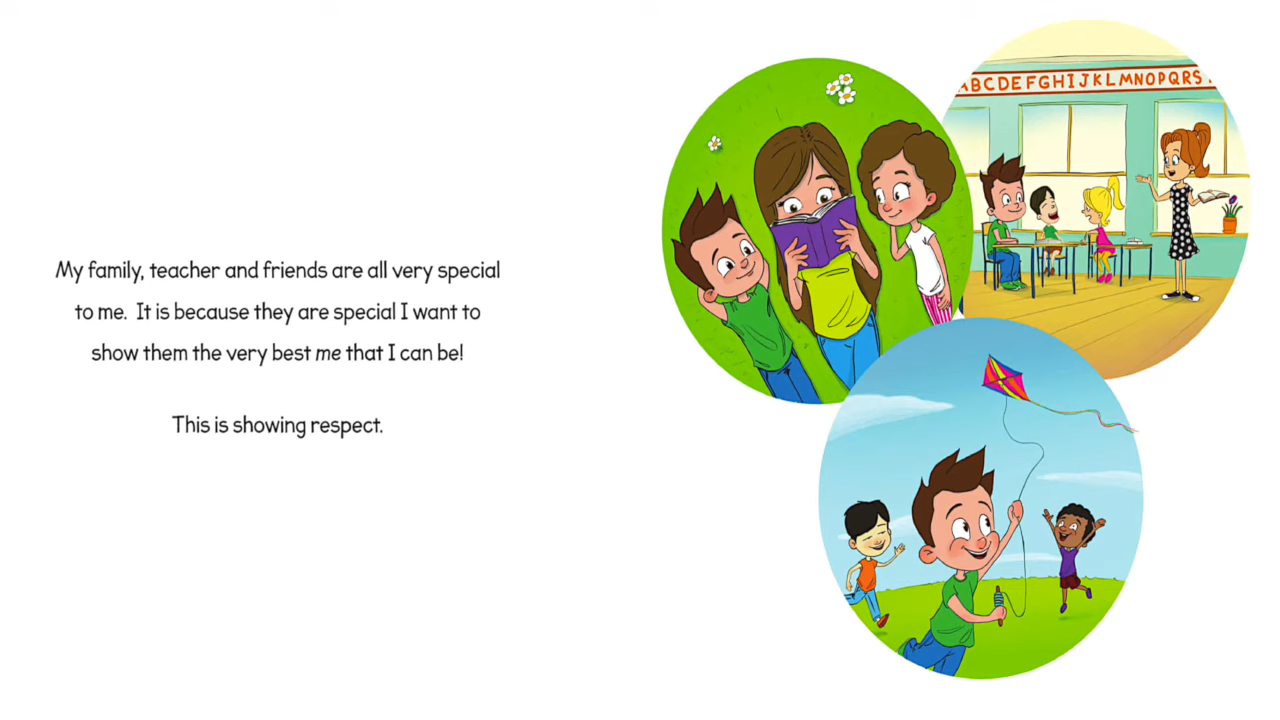 My family, teacher and friends are all very special
to me. It is because they are special I want to
show them the very best me that I can be!
This is showing respect.
ABCDEFGHIJKLMNOPQRS